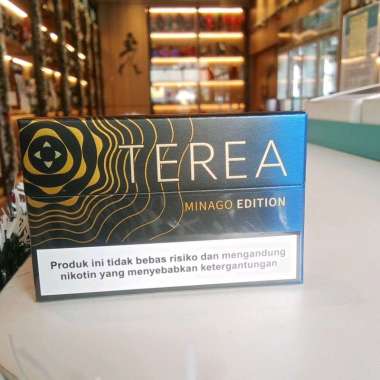 TEREA
MINAGO EDITION
Produk ini tidak bebas risiko dan mengandung
nikotin yang menyebabkan ketergantungan